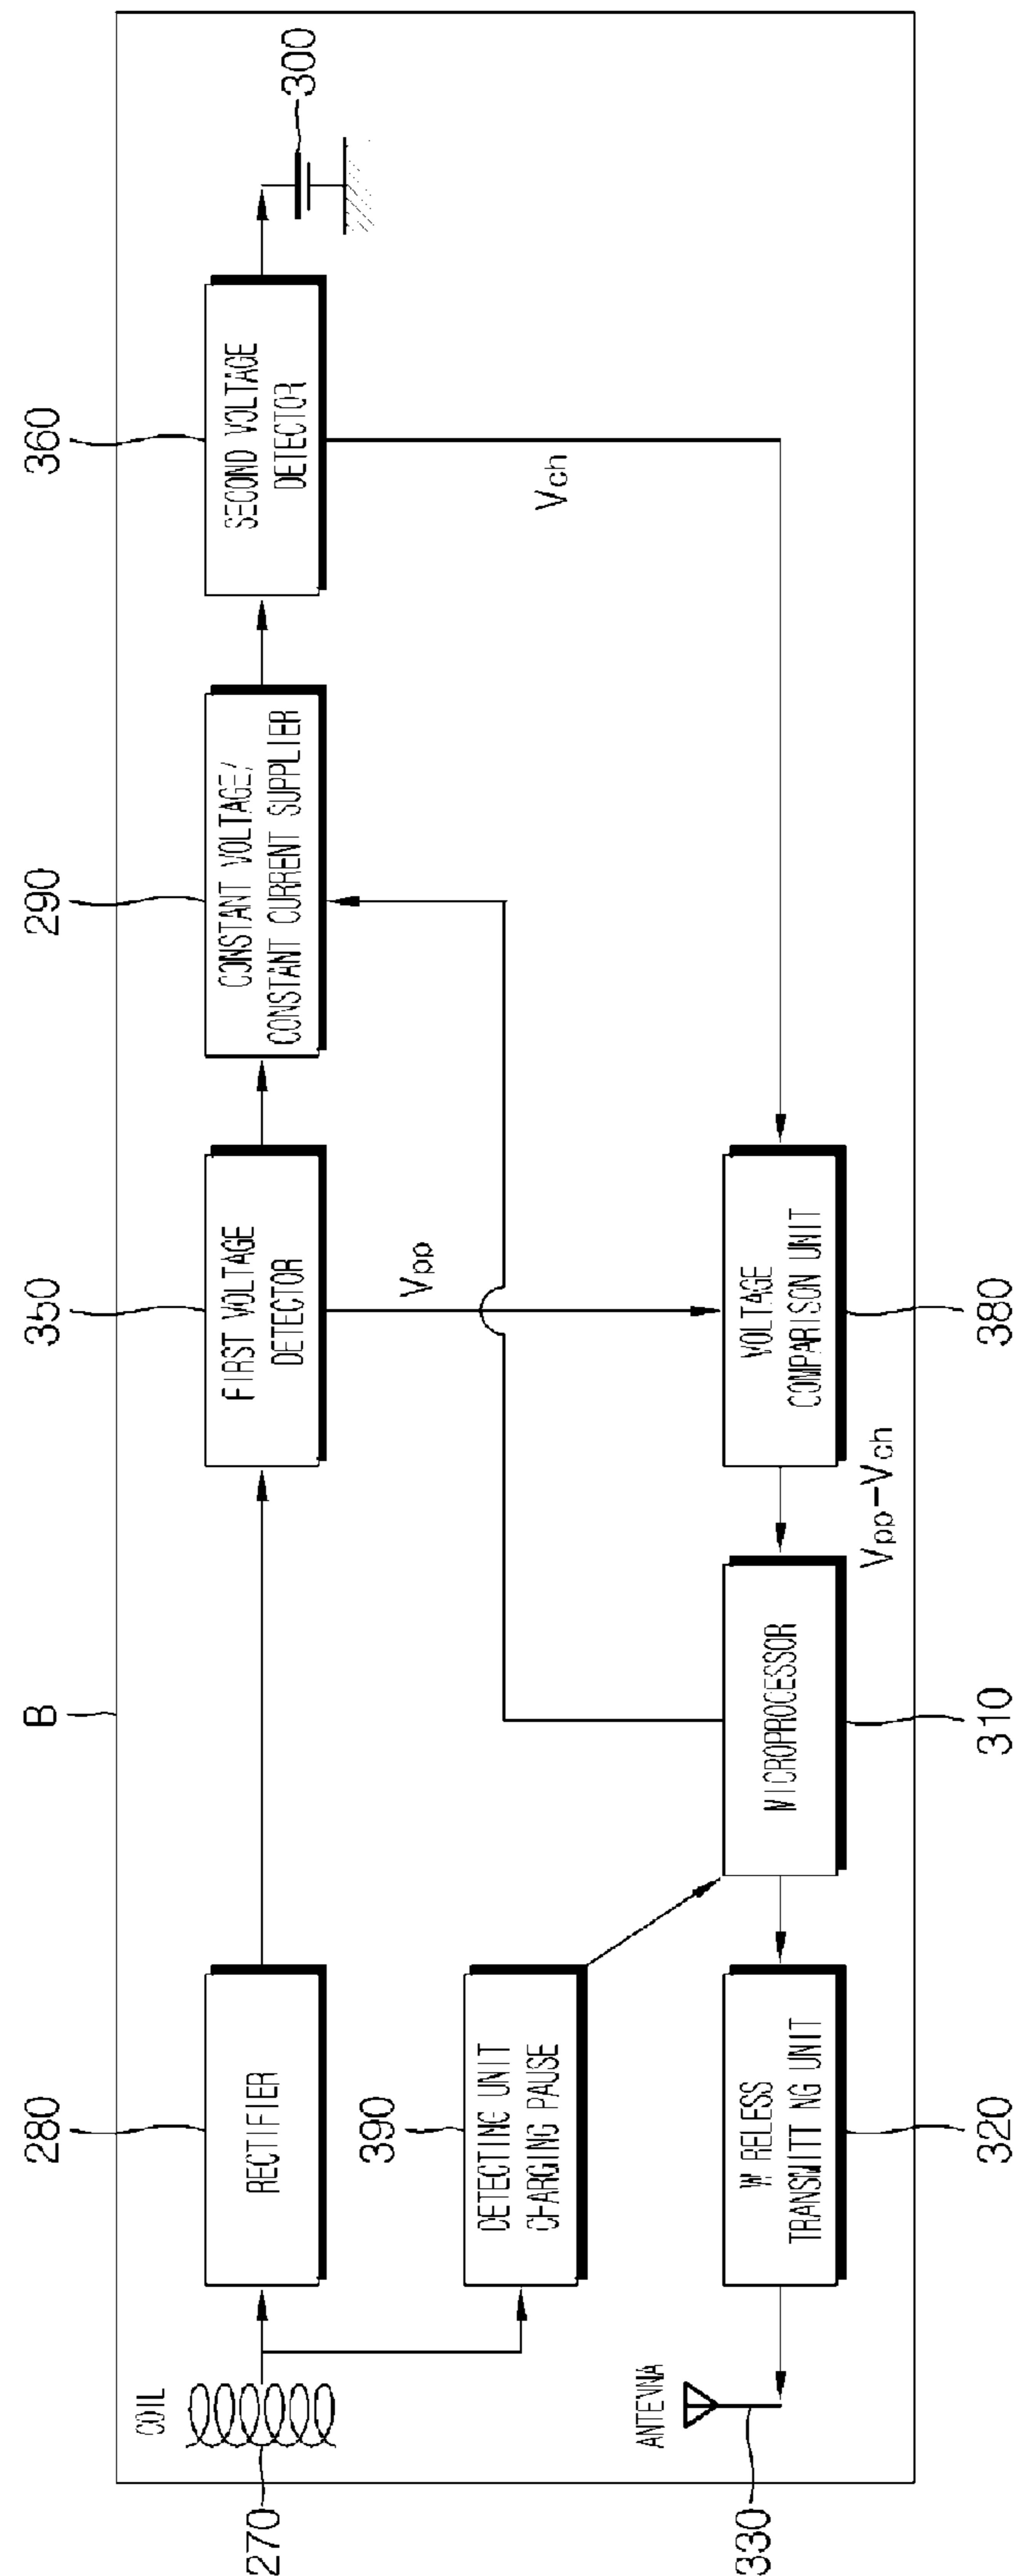 B
280
350
290
360
COIL
RECTIFIER
FIRST VOLTAGE
DETECTOR
CONSTANT VOLTAGE/
CONSTANT CURRENT SUPPLIER
SECOND VOLTAGE
DETECTOR
300
270
390
DETECTING UNIT
CHARGING PAUSE
Vpp
Vch
ANTENNA
330
W RELESS
TRANSMITT NG UNIT
MICROPROCESSOR
VOLTAGE
COMPARISON UNIT
Vpp-Vch
320
310
380